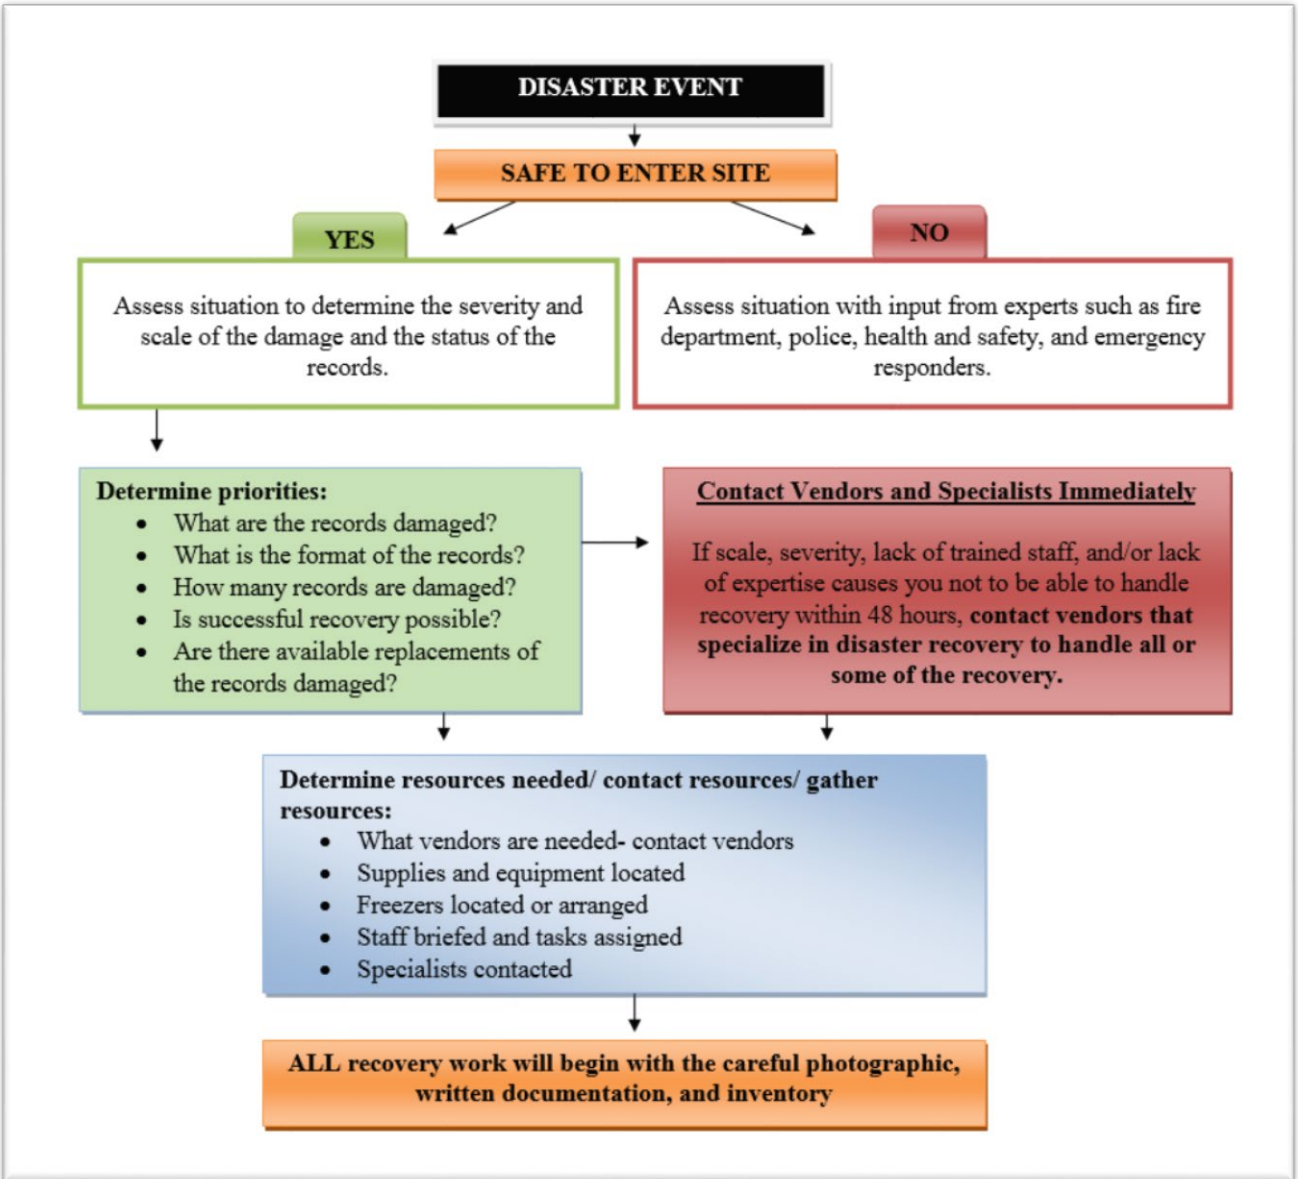 DISASTER EVENT
SAFE TO ENTER SITE
YES
Assess situation to determine the severity and
scale of the damage and the status of the
records.
NO
Assess situation with input from experts such as fire
department, police, health and safety, and emergency
responders.
Determine priorities:
• What are the records damaged?
• What is the format of the records?
• How many records are damaged?
• Is successful recovery possible?
• Are there available replacements of
the records damaged?
Contact Vendors and Specialists Immediately
If scale, severity, lack of trained staff, and/or lack
of expertise causes you not to be able to handle
recovery within 48 hours, contact vendors that
specialize in disaster recovery to handle all or
some of the recovery.
Determine resources needed/ contact resources/ gather
resources:
• What vendors are needed- contact vendors
• Supplies and equipment located
• Freezers located or arranged
• Staff briefed and tasks assigned
• Specialists contacted
ALL recovery work will begin with the careful photographic,
written documentation, and inventory